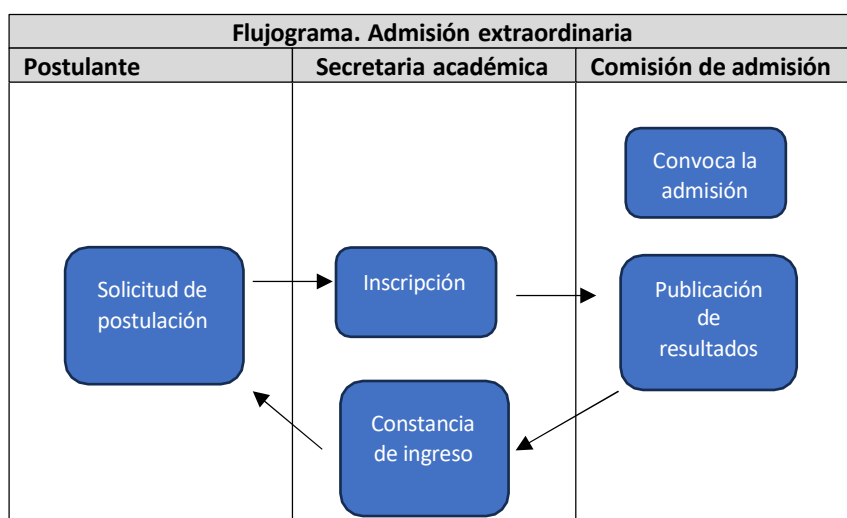 Flujograma. Admisión extraordinaria
Postulante
Secretaria académica
Comisión de admisión
Convoca la
admisión
Solicitud de
postulación
Inscripción
Publicación
de
resultados
Constancia
de ingreso